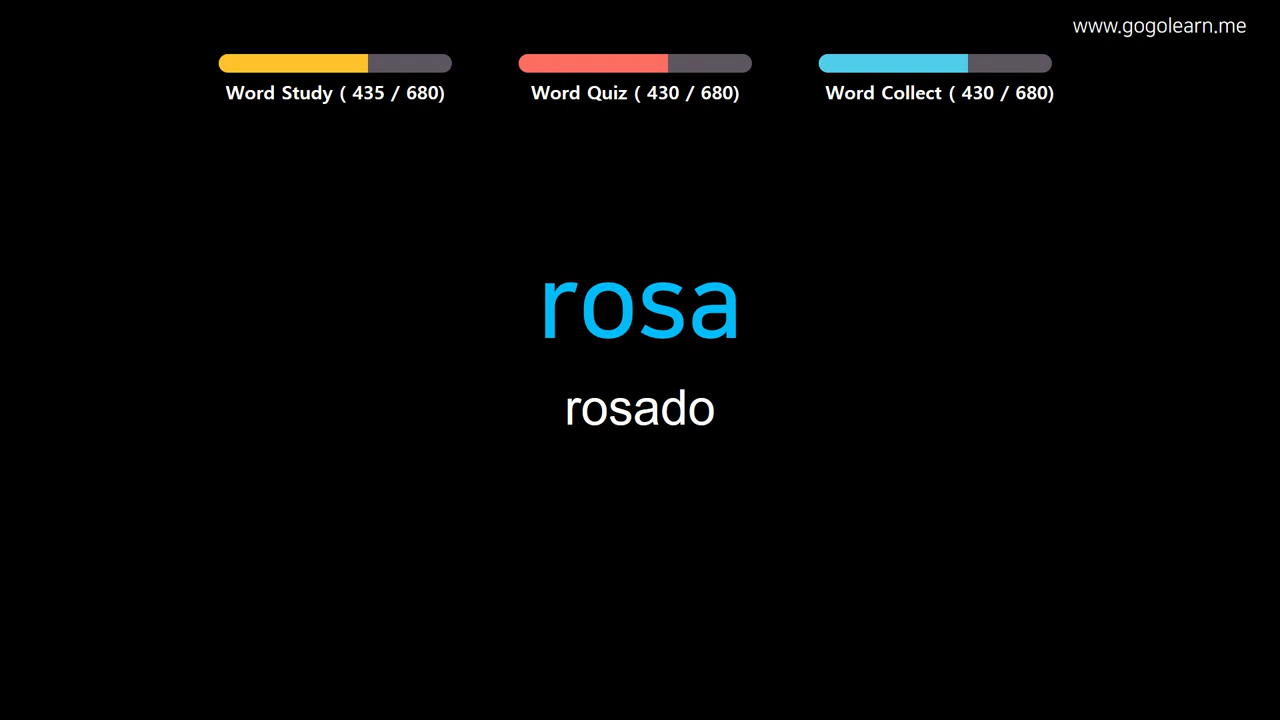 www.gogolearn.me
Word Study ( 435 / 680)
Word Quiz ( 430 / 680)
Word Collect ( 430 / 680)
rosa
rosado